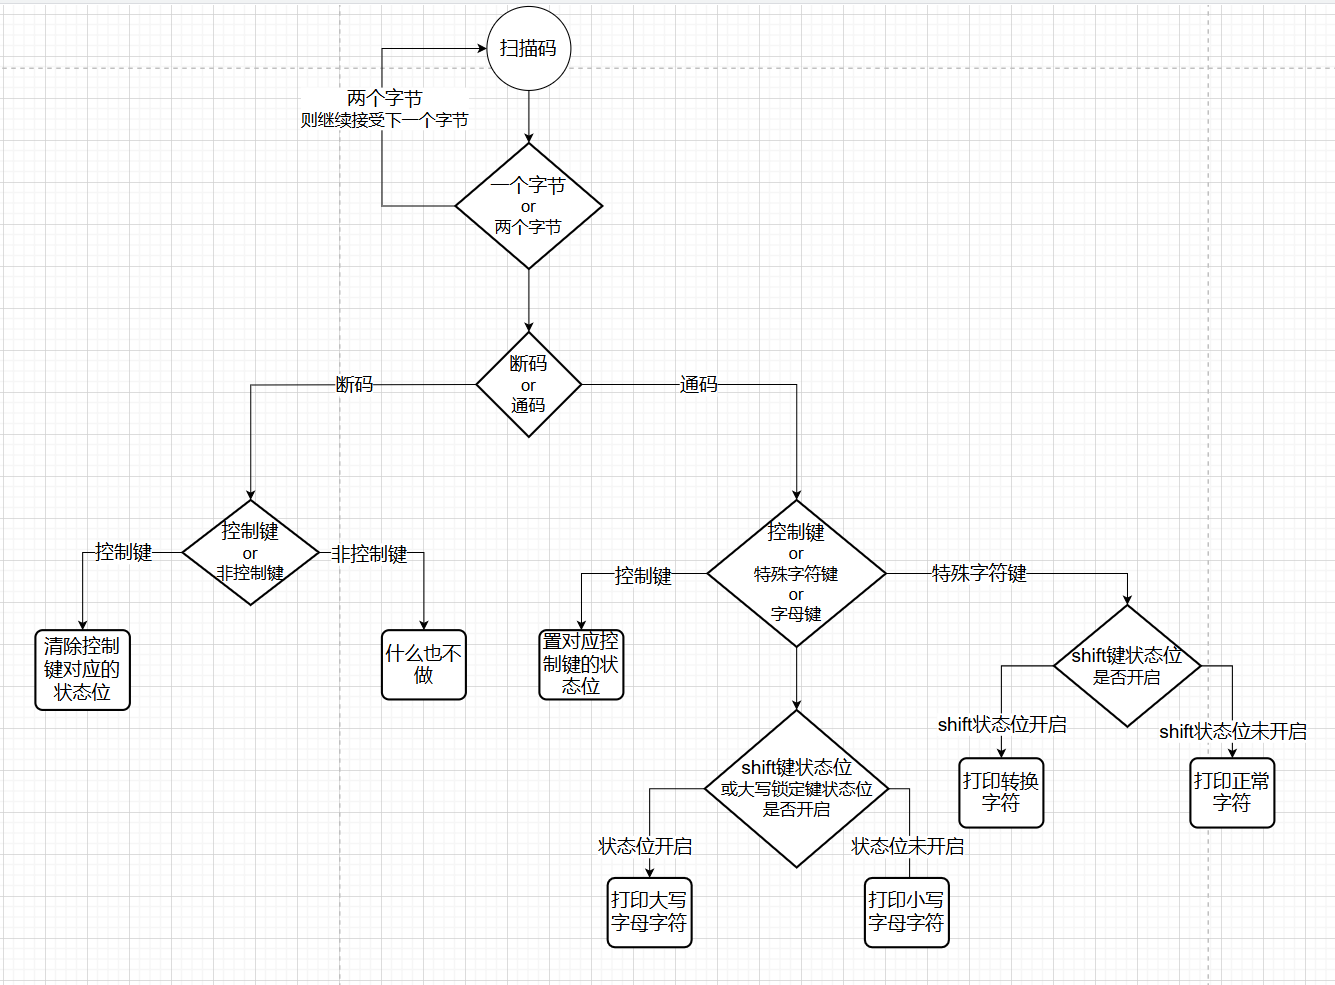 扫描码
两个字节
则继续接受下一个字节
一个字节
or
两个字节
断码
or
通码
断码
通码
控制键
or
非控制键
控制键
非控制键
清除控制
键对应的
状态位
什么也不
做
控制键
or
特殊字符键
or
字母键
控制键
特殊字符键
置对应控
制键的状
态位
shift键状态位
是否开启
shift状态位开启
shift状态位未开启
打印转换
字符
打印正常
字符
shift键状态位
或大写锁定键状态位
是否开启
状态位开启
状态位未开启
打印大写
字母字符
打印小写
字母字符